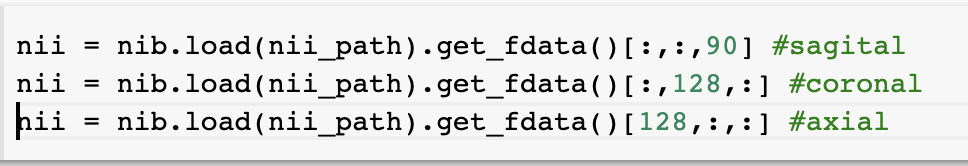 nii = nib.load(nii_path).get_fdata()[:,:,90] #sagital
nii = nib.load(nii_path).get_fdata()[:,128,:] #coronal
nii = nib.load(nii_path).get_fdata()[128,:,:] #axial